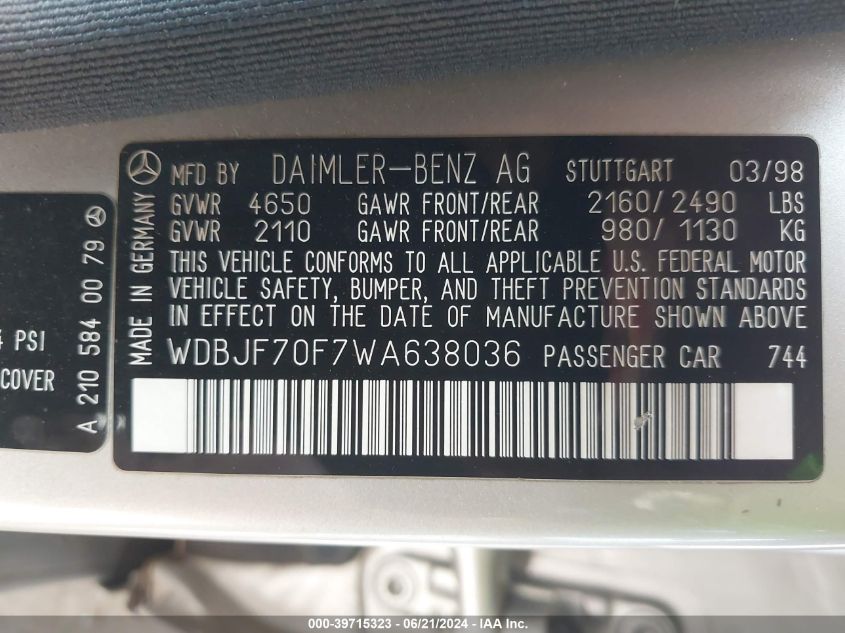 MFD BY DAIMLER-BENZ AG STUTTGART 03/98
GVWR 4650 GAWR FRONT/REAR 2160/2490 LBS
GVWR 2110 GAWR FRONT/REAR 980/1130 KG
THIS VEHICLE CONFORMS TO ALL APPLICABLE U.S. FEDERAL MOTOR
VEHICLE SAFETY, BUMPER, AND THEFT PREVENTION STANDARDS
IN EFFECT ON THE DATE OF MANUFACTURE SHOWN ABOVE
WDBJF70F7WA638036 PASSENGER CAR 744
MADE IN GERMANY
A 210 584 00 79
PSI
COVER
000-39715323 - 06/21/2024 - IAA Inc.